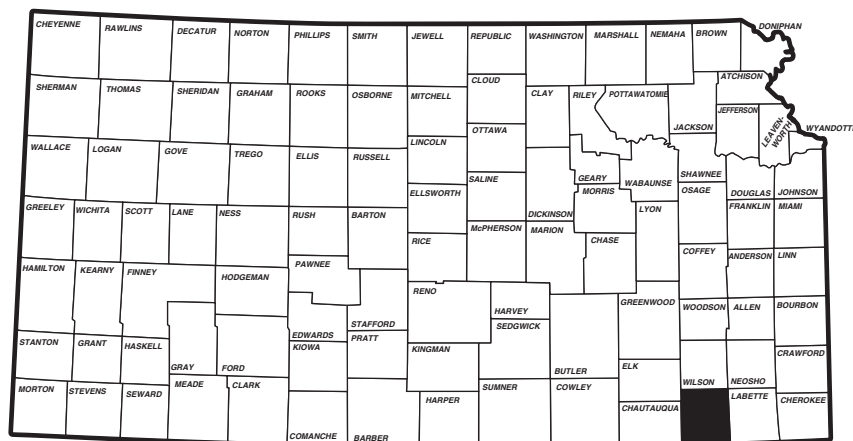 CHEYENNE
RAWLINS
DECATUR
NORTON
PHILLIPS
SMITH
JEWELL
REPUBLIC
WASHINGTON
MARSHALL
NEMAHA
BROWN
DONIPHAN
SHERMAN
THOMAS
SHERIDAN
GRAHAM
ROOKS
OSBORNE
MITCHELL
CLOUD
CLAY
RILEY
POTTAWATOMIE
JACKSON
ATCHISON
JEFFERSON
LEAVEN-
WORTH
WYANDOTT
WALLACE
LOGAN
GOVE
TREGO
ELLIS
RUSSELL
LINCOLN
OTTAWA
SALINE
ELLSWORTH
DICKINSON
GEARY
MORRIS
WABAUNSE
SHAWNEE
OSAGE
DOUGLAS
JOHNSON
GREELEY
WICHITA
SCOTT
LANE
NESS
RUSH
BARTON
RICE
McPHERSON
MARION
CHASE
LYON
FRANKLIN
MIAMI
COFFEY
ANDERSON
LINN
HAMILTON
KEARNY
FINNEY
HODGEMAN
PAWNEE
EDWARDS
STAFFORD
RENO
HARVEY
SEDGWICK
BUTLER
GREENWOOD
WOODSON
ALLEN
BOURBON
STANTON
GRANT
HASKELL
GRAY
FORD
KIOWA
PRATT
KINGMAN
ELK
WILSON
NEOSHO
CRAWFORD
MORTON
STEVENS
SEWARD
MEADE
CLARK
COMANCHE
BARBER
HARPER
SUMNER
COWLEY
CHAUTAUQUA
LABETTE
CHEROKEE